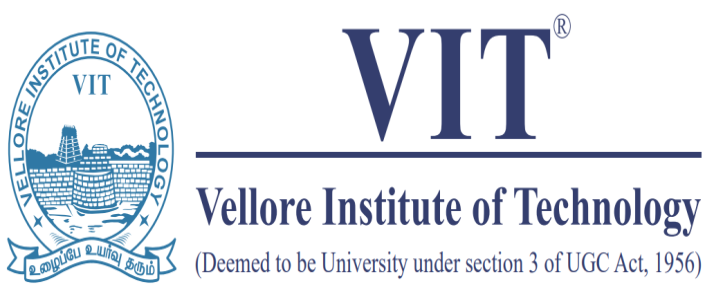 VELLORE INSTITUTE OF TECHNOLOGY
VIT
உழைப்பே உயர்வு தரும்
VIT®
Vellore Institute of Technology
(Deemed to be University under section 3 of UGC Act, 1956)